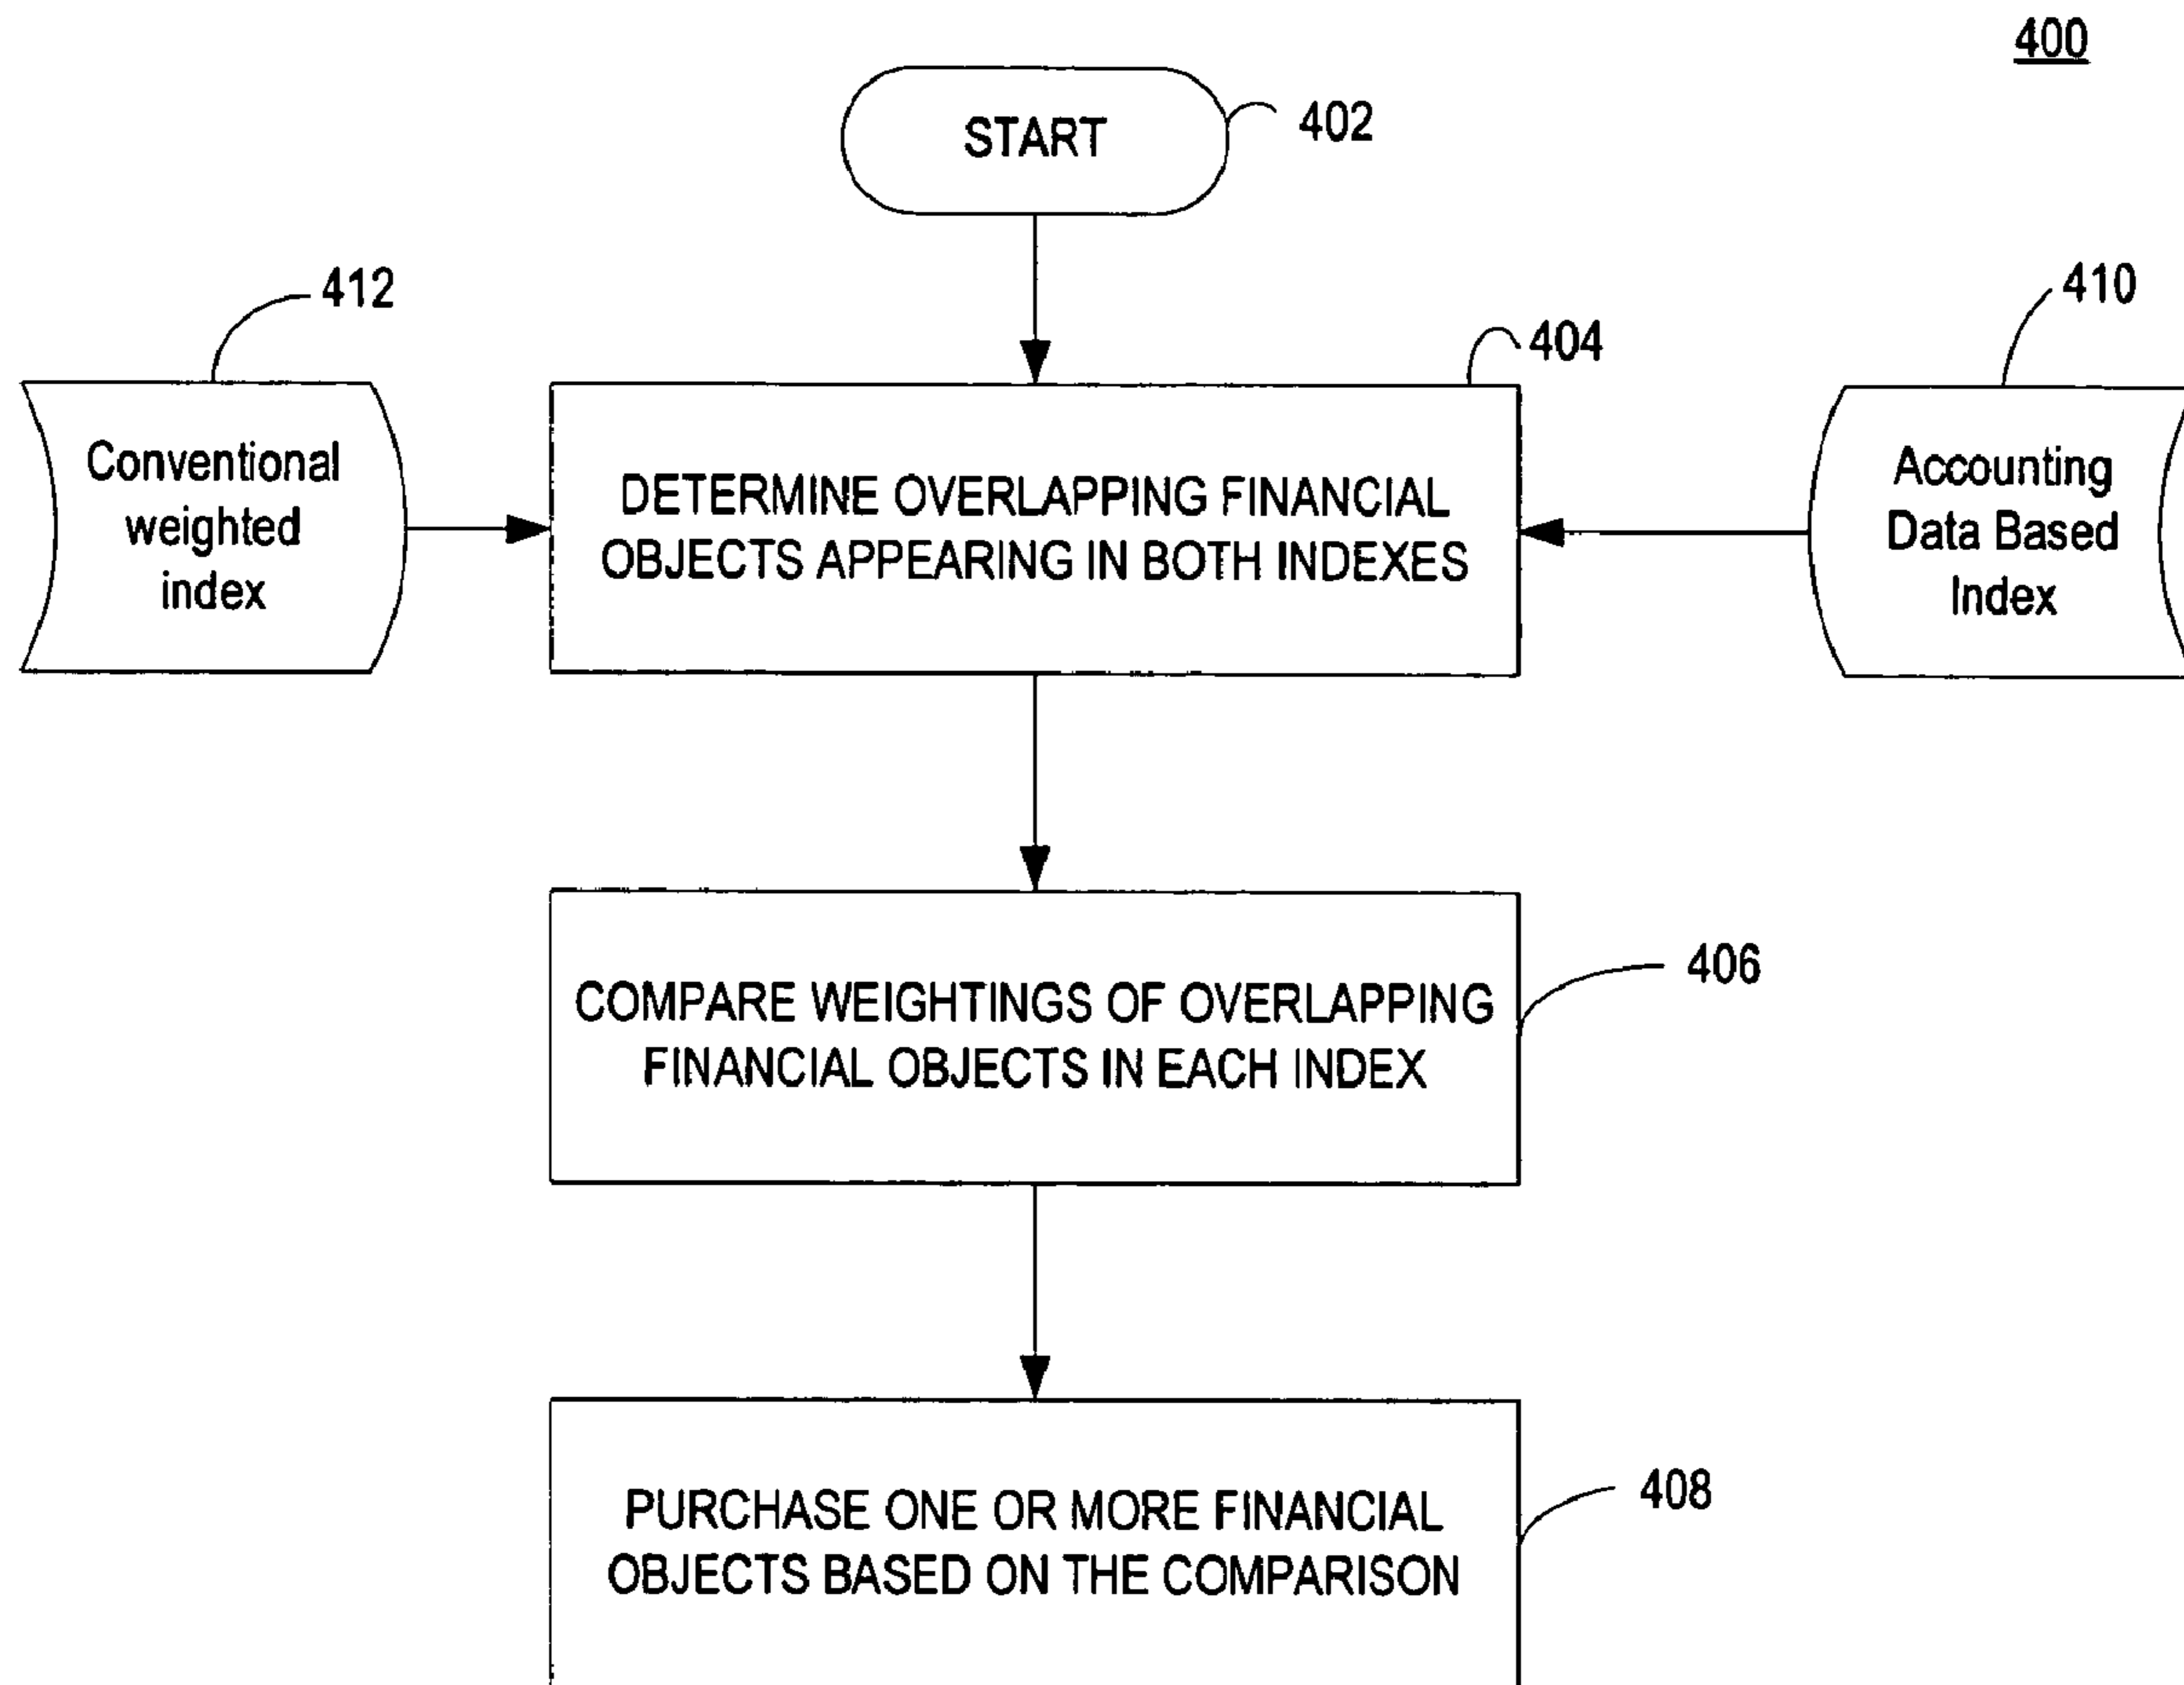 400
START
402
412
410
404
Conventional
weighted
index
DETERMINE OVERLAPPING FINANCIAL
OBJECTS APPEARING IN BOTH INDEXES
Accounting
Data Based
Index
COMPARE WEIGHTINGS OF OVERLAPPING
FINANCIAL OBJECTS IN EACH INDEX
406
PURCHASE ONE OR MORE FINANCIAL
OBJECTS BASED ON THE COMPARISON
408